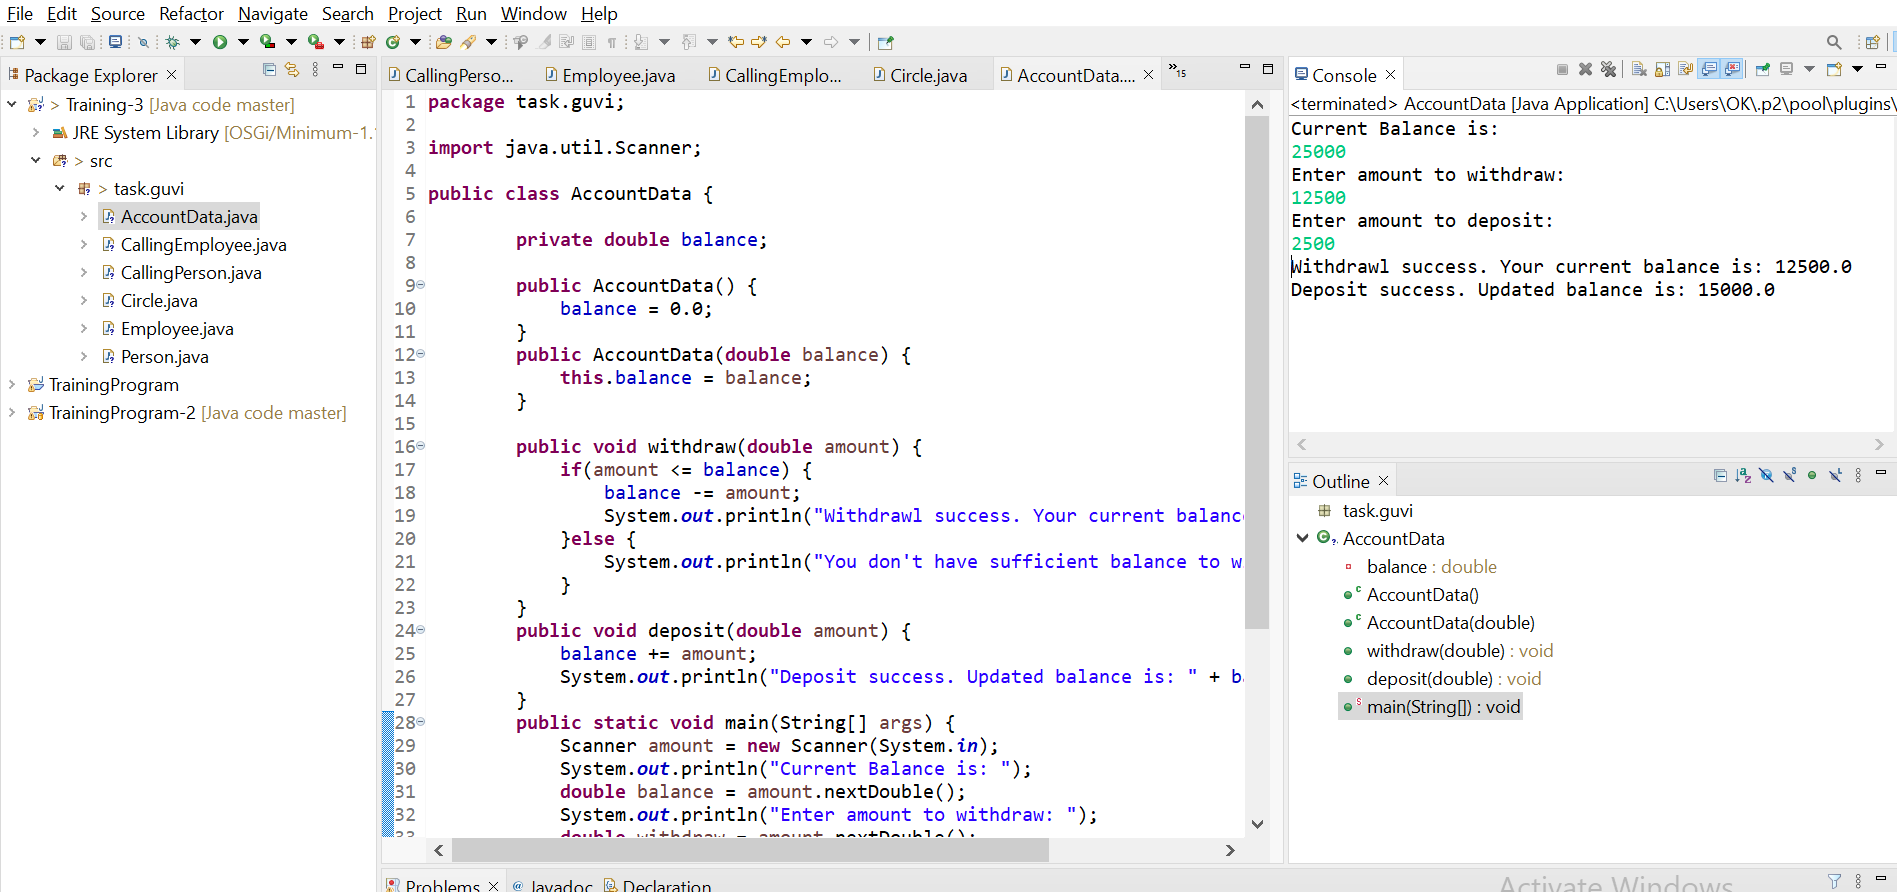 File Edit Source Refactor Navigate Search Project Run Window Help
Package Explorer
Training-3 [Java code master]
JRE System Library [OSGi/Minimum-1.
> src
> task.guvi
AccountData.java
CallingEmployee.java
CallingPerson.java
Circle.java
Employee.java
Person.java
TrainingProgram
TrainingProgram-2 [Java code master]
CallingPerso... Employee.java CallingEmplo... Circle.java AccountData.... »15
1 package task.guvi;
2
3 import java.util.Scanner;
4
5 public class AccountData {
6
7 private double balance;
8
9 public AccountData() {
10 balance = 0.0;
11 }
12 public AccountData(double balance) {
13 this.balance = balance;
14 }
15
16 public void withdraw(double amount) {
17 if(amount <= balance) {
18 balance -= amount;
19 System.out.println("Withdrawl success. Your current balanc
20 }else {
21 System.out.println("You don't have sufficient balance to w
22 }
23 }
24 public void deposit(double amount) {
25 balance += amount;
26 System.out.println("Deposit success. Updated balance is: " + ba
27 }
28 public static void main(String[] args) {
29 Scanner amount = new Scanner(System.in);
30 System.out.println("Current Balance is: ");
31 double balance = amount.nextDouble();
32 System.out.println("Enter amount to withdraw: ");
33 double withdraw = amount.nextDouble();
Problems @ Javadoc Declaration
Console
<terminated> AccountData [Java Application] C:\Users\OK\.p2\pool\plugins\
Current Balance is:
25000
Enter amount to withdraw:
12500
Enter amount to deposit:
2500
Withdrawl success. Your current balance is: 12500.0
Deposit success. Updated balance is: 15000.0
Outline
task.guvi
AccountData
balance : double
AccountData()
AccountData(double)
withdraw(double) : void
deposit(double) : void
main(String[]) : void
Activate Windows